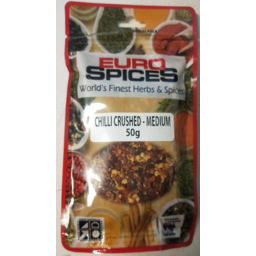 EURO
SPICES
World's Finest Herbs & Spices
CHILLI CRUSHED - MEDIUM
50g